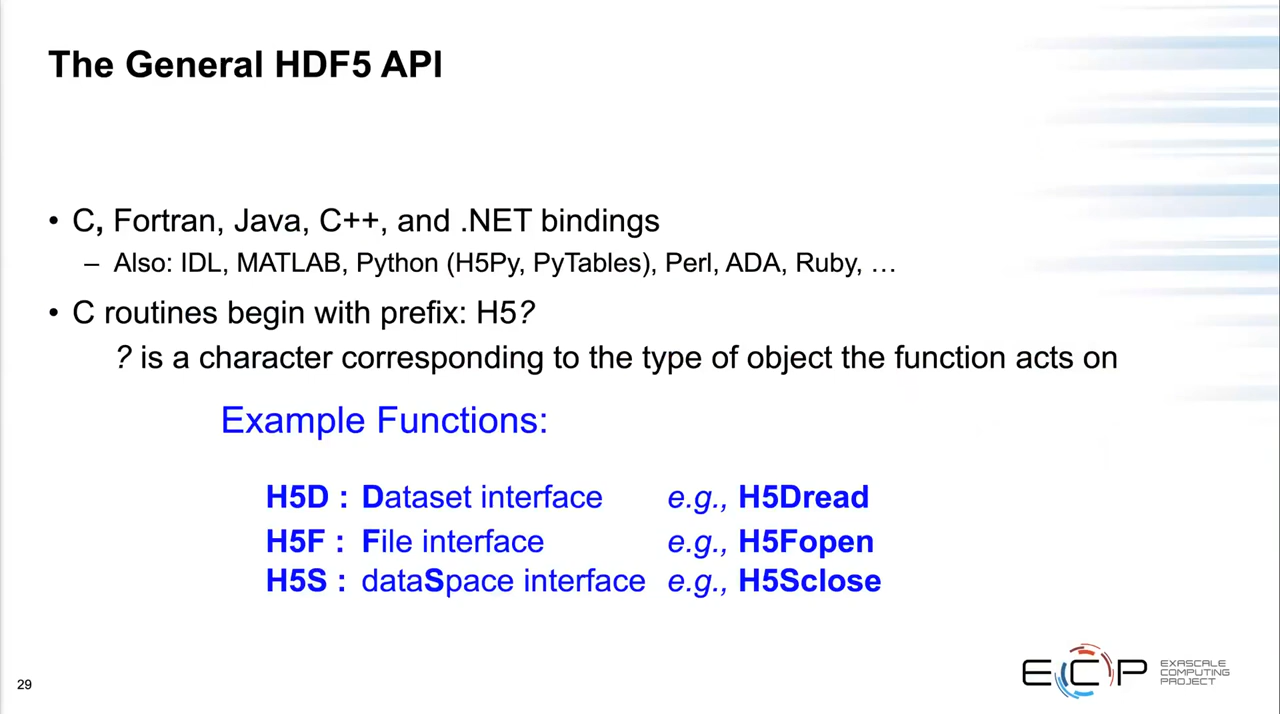 The General HDF5 API
• C, Fortran, Java, C++, and .NET bindings
– Also: IDL, MATLAB, Python (H5Py, PyTables), Perl, ADA, Ruby, …
• C routines begin with prefix: H5?
? is a character corresponding to the type of object the function acts on
Example Functions:
H5D : Dataset interface e.g., H5Dread
H5F : File interface e.g., H5Fopen
H5S : dataSpace interface e.g., H5Sclose
29
ECP
EXASCALE
COMPUTING
PROJECT